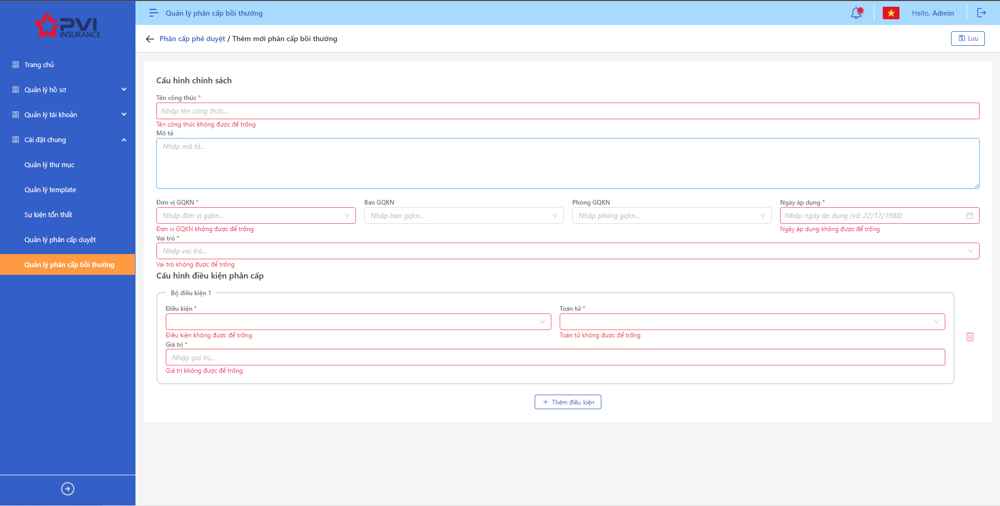 PVI
INSURANCE
Trang chủ
Quản lý hồ sơ
Quản lý tài khoản
Cài đặt chung
Quản lý thư mục
Quản lý template
Sự kiện tổn thất
Quản lý phân cấp duyệt
Quản lý phân cấp bồi thường
Quản lý phân cấp bồi thường
Hello, Admin
Phân cấp phê duyệt / Thêm mới phân cấp bồi thường
Lưu
Cấu hình chính sách
Tên công thức *
Nhập tên công thức...
Tên công thức không được để trống
Mô tả
Nhập mô tả...
Đơn vị GQKN *
Nhập đơn vị gqkn...
Đơn vị GQKN không được để trống
Ban GQKN
Nhập ban gqkn...
Phòng GQKN
Nhập phòng gqkn...
Ngày áp dụng *
Nhập ngày áp dụng (vd: 22/12/1988)
Ngày áp dụng không được để trống
Vai trò *
Nhập vai trò...
Vai trò không được để trống
Cấu hình điều kiện phân cấp
Bộ điều kiện 1
Điều kiện *
Điều kiện không được để trống
Toán tử *
Toán tử không được để trống
Giá trị *
Nhập giá trị...
Giá trị không được để trống
+ Thêm điều kiện